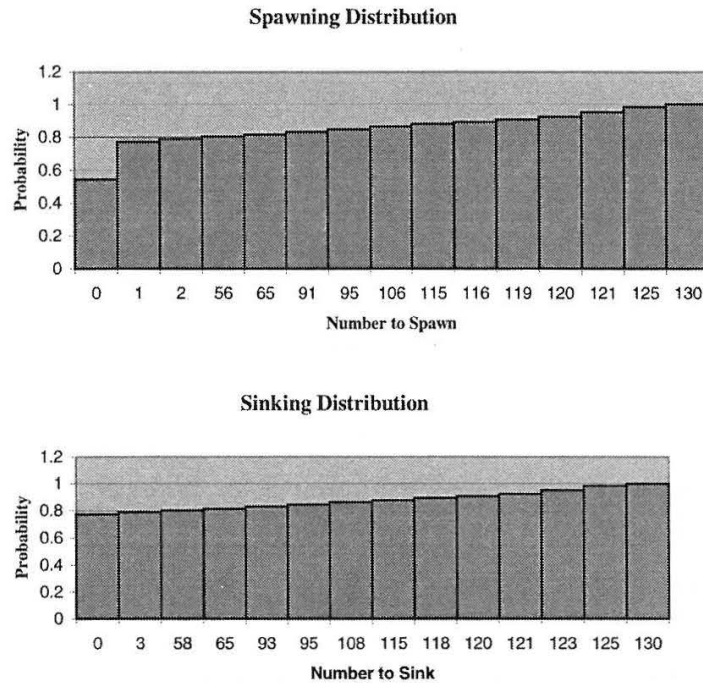 Spawning Distribution
1.2
1
0.8
0.6
0.4
0.2
0
Probability
0 1 2 56 65 91 95 106 115 116 119 120 121 125 130
Number to Spawn
Sinking Distribution
1.2
1
0.8
0.6
0.4
0.2
0
Probability
0 3 58 65 93 95 108 115 118 120 121 123 125 130
Number to Sink